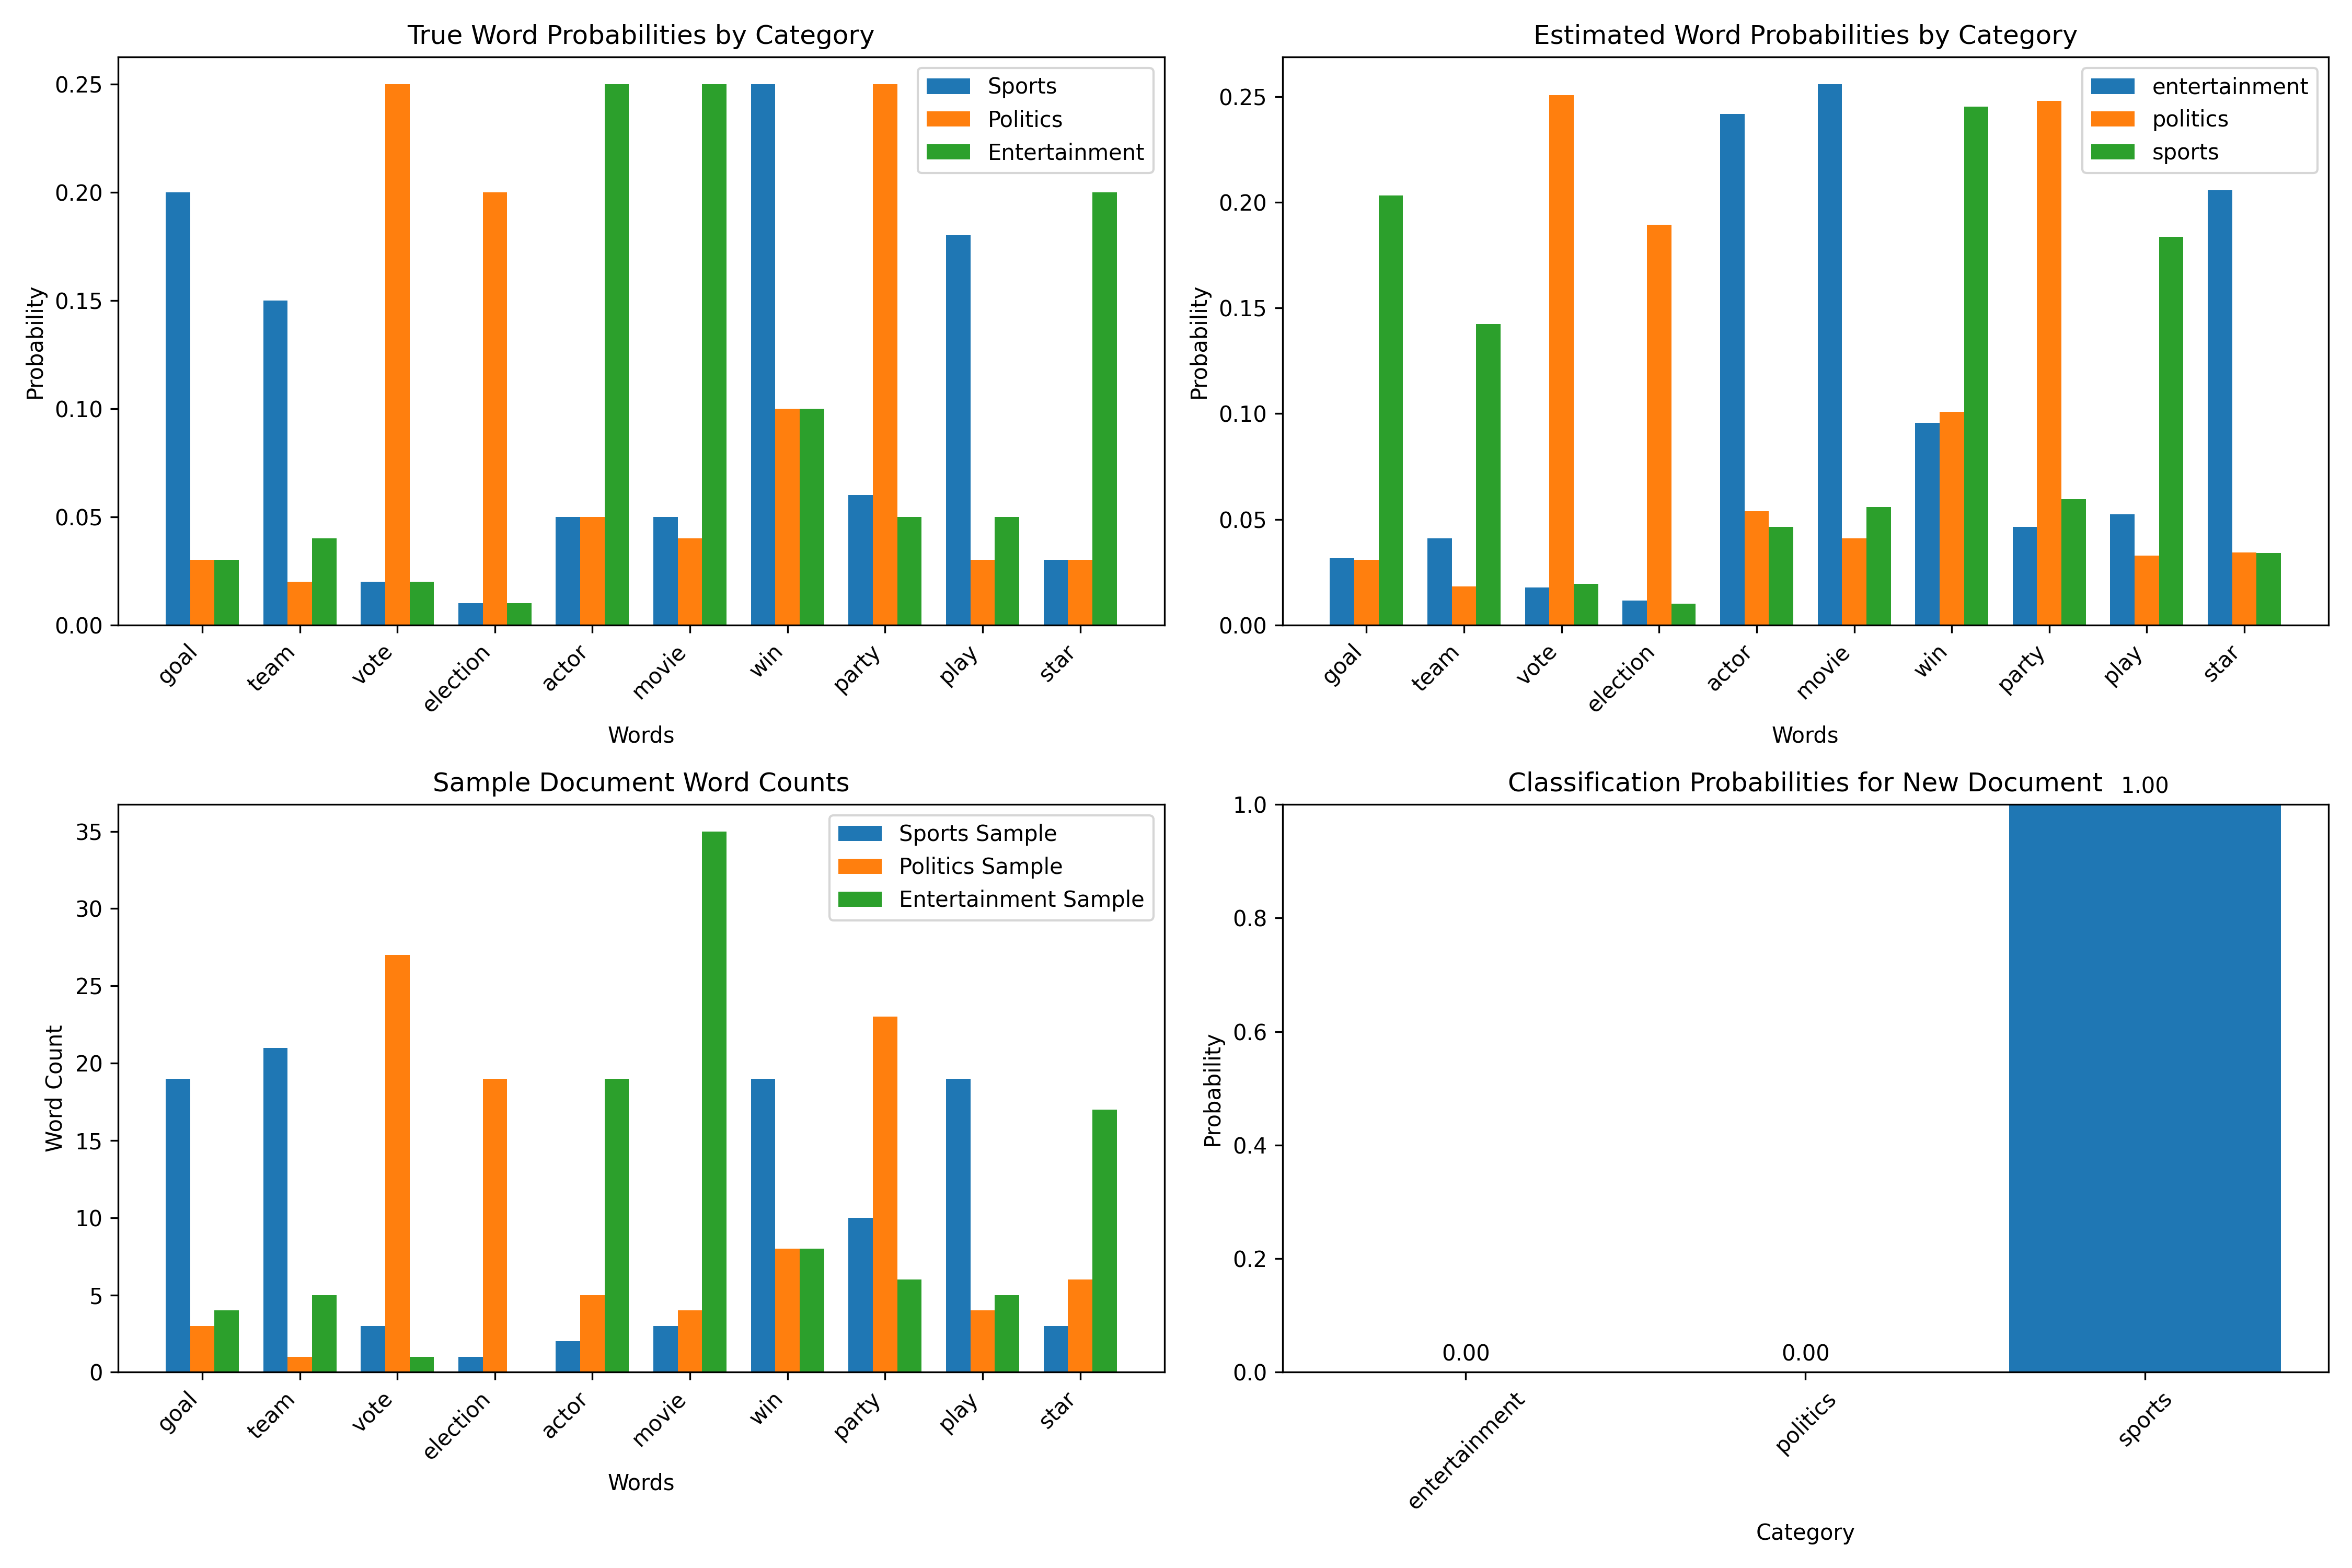 True Word Probabilities by Category
Probability
0.25
0.20
0.15
0.10
0.05
0.00
Sports
Politics
Entertainment
goal
team
vote
election
actor
movie
win
party
play
star
Words
Estimated Word Probabilities by Category
Probability
0.25
0.20
0.15
0.10
0.05
0.00
entertainment
politics
sports
goal
team
vote
election
actor
movie
win
party
play
star
Words
Sample Document Word Counts
Word Count
35
30
25
20
15
10
5
0
Sports Sample
Politics Sample
Entertainment Sample
goal
team
vote
election
actor
movie
win
party
play
star
Words
Classification Probabilities for New Document
Probability
1.0
0.8
0.6
0.4
0.2
0.0
0.00
0.00
1.00
entertainment
politics
sports
Category